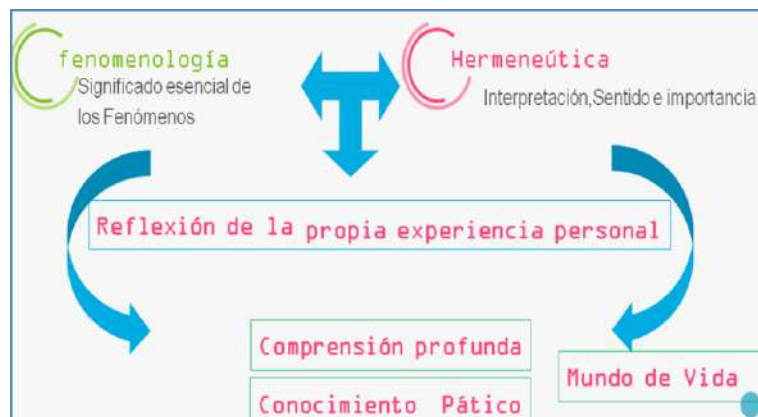 fenomenología
Significado esencial de
los Fenómenos
Hermeneútica
Interpretación,Sentido e importancia
Reflexión de la propia experiencia personal
Comprensión profunda
Conocimiento Pático
Mundo de Vida